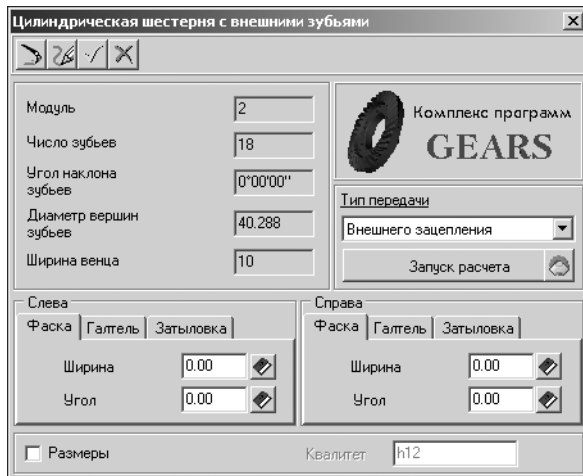 Цилиндрическая шестерня с внешними зубьями
Модуль 2
Число зубьев 18
Угол наклона
зубьев 0°00'00"
Диаметр вершин
зубьев 40.288
Ширина венца 10
Комплекс программ
GEARS
Тип передачи
Внешнего зацепления
Запуск расчета
Слева
Фаска Галтель Затыловка
Ширина 0.00
Угол 0.00
Справа
Фаска Галтель Затыловка
Ширина 0.00
Угол 0.00
Размеры Квалитет h12